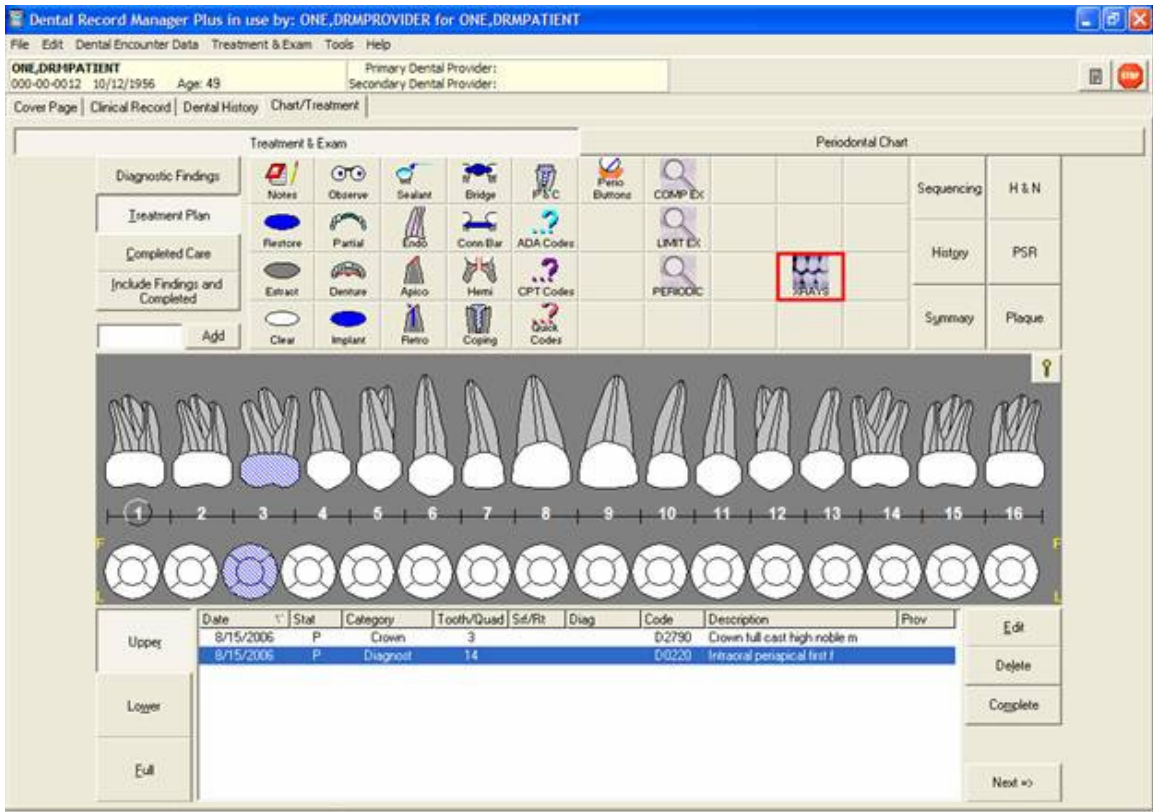 Dental Record Manager Plus in use by: ONE,DRMPROVIDER for ONE,DRMPATIENT
File Edit Dental Encounter Data Treatment & Exam Tools Help
ONE,DRMPATIENT Primary Dental Provider:
000-00-0012 10/12/1956 Age: 49 Secondary Dental Provider:
STOP
Cover Page Clinical Record Dental History Chart/Treatment
Treatment & Exam Periodontal Chart
Diagnostic Findings
Treatment Plan
Completed Care
Include Findings and
Completed
Add
Notes Observe Sealant Bridge P & C Perio Buttons COMP EX
Restore Partial Endo Conn Bar ADA Codes LIMIT EX
Extract Denture Apico Hemi CPT Codes PERIODIC XRAYS
Clear Implant Retro Coping Quick Codes
Sequencing H & N
History PSR
Summary Plaque
1 2 3 4 5 6 7 8 9 10 11 12 13 14 15 16
F F
L L
Upper
Lower
Full
Date Stat Category Tooth/Quad Srf/Rt Diag Code Description Prov
8/15/2006 P Crown 3 D2790 Crown full cast high noble m
8/15/2006 P Diagnost 14 D0220 Intraoral periapical first f
Edit
Delete
Complete
Next =>